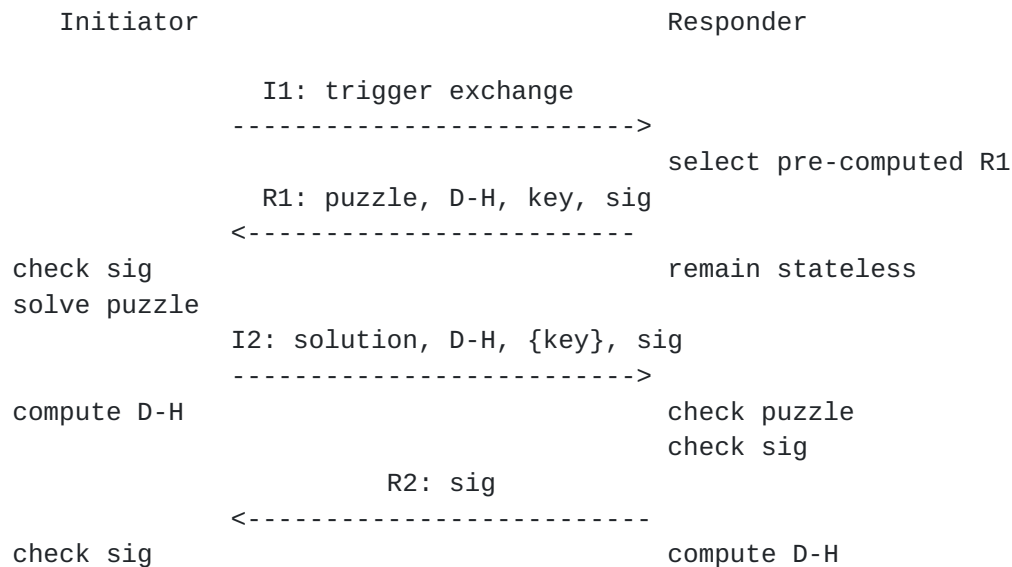 Initiator Responder
I1: trigger exchange
-------------------------->
select pre-computed R1
R1: puzzle, D-H, key, sig
<-------------------------
check sig remain stateless
solve puzzle
I2: solution, D-H, {key}, sig
-------------------------->
compute D-H check puzzle
check sig
R2: sig
<--------------------------
check sig compute D-H